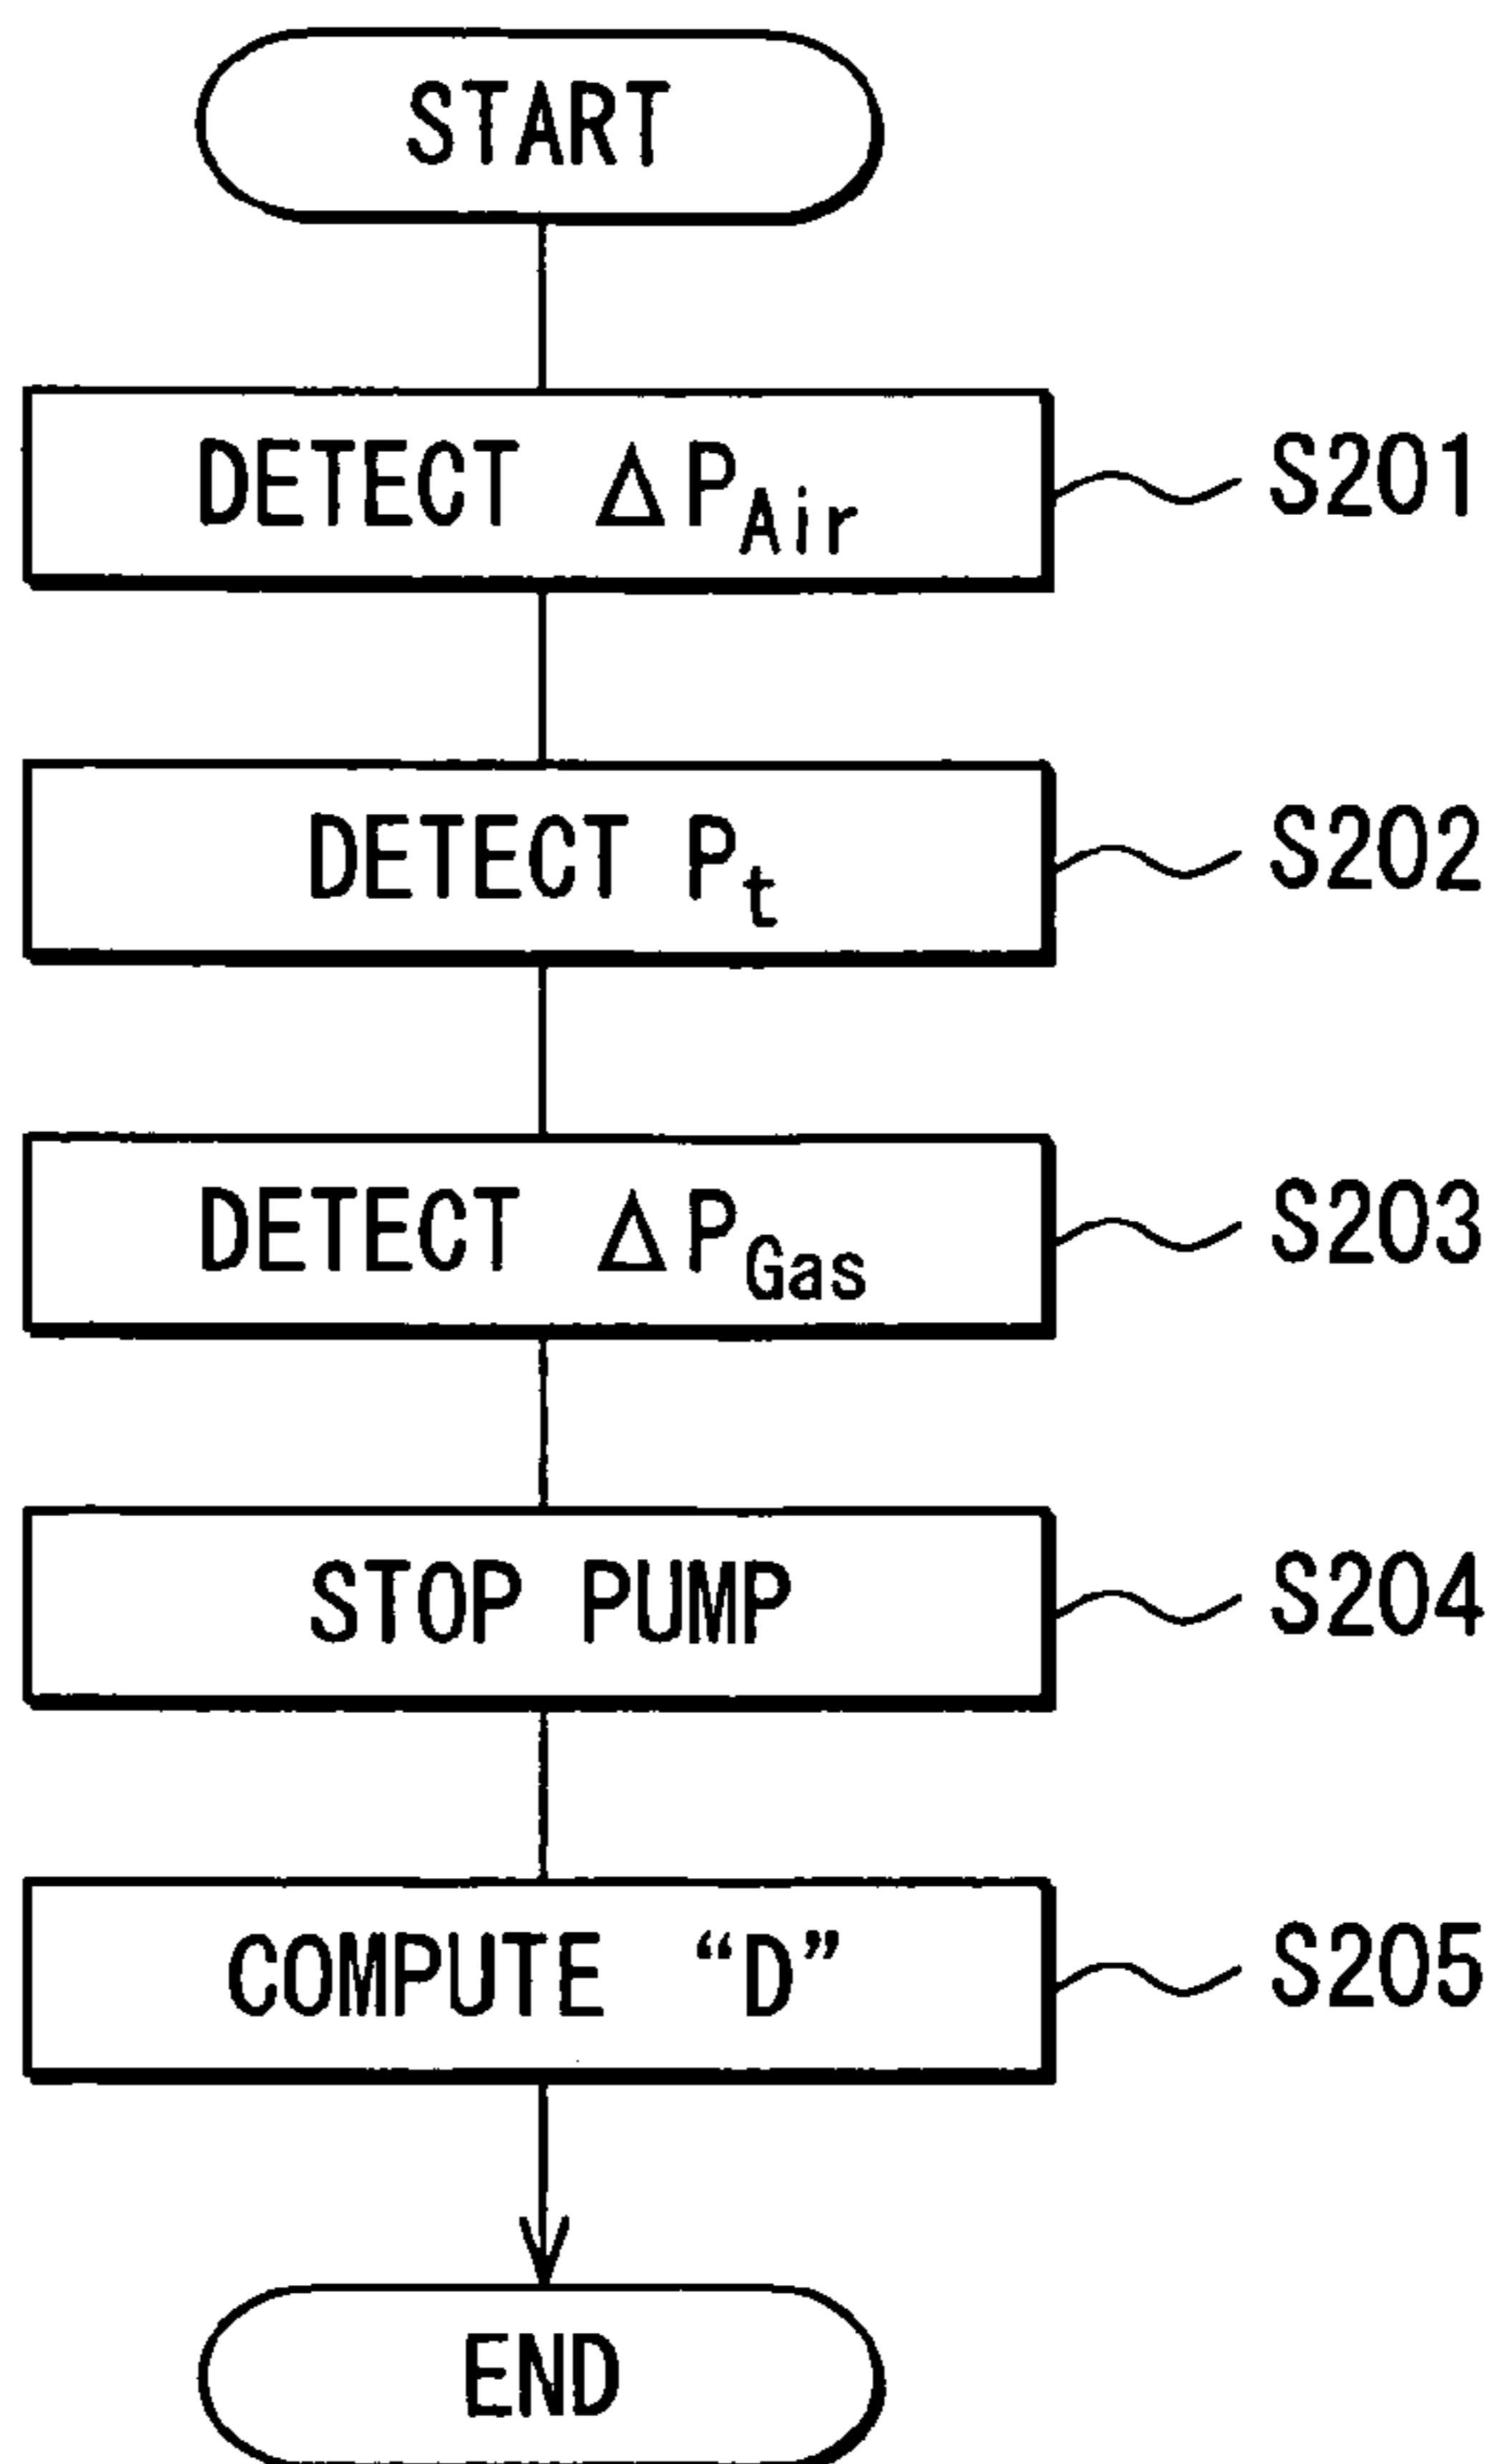 START
DETECT ΔP_Air S201
DETECT P_t S202
DETECT ΔP_Gas S203
STOP PUMP S204
COMPUTE “D” S205
END